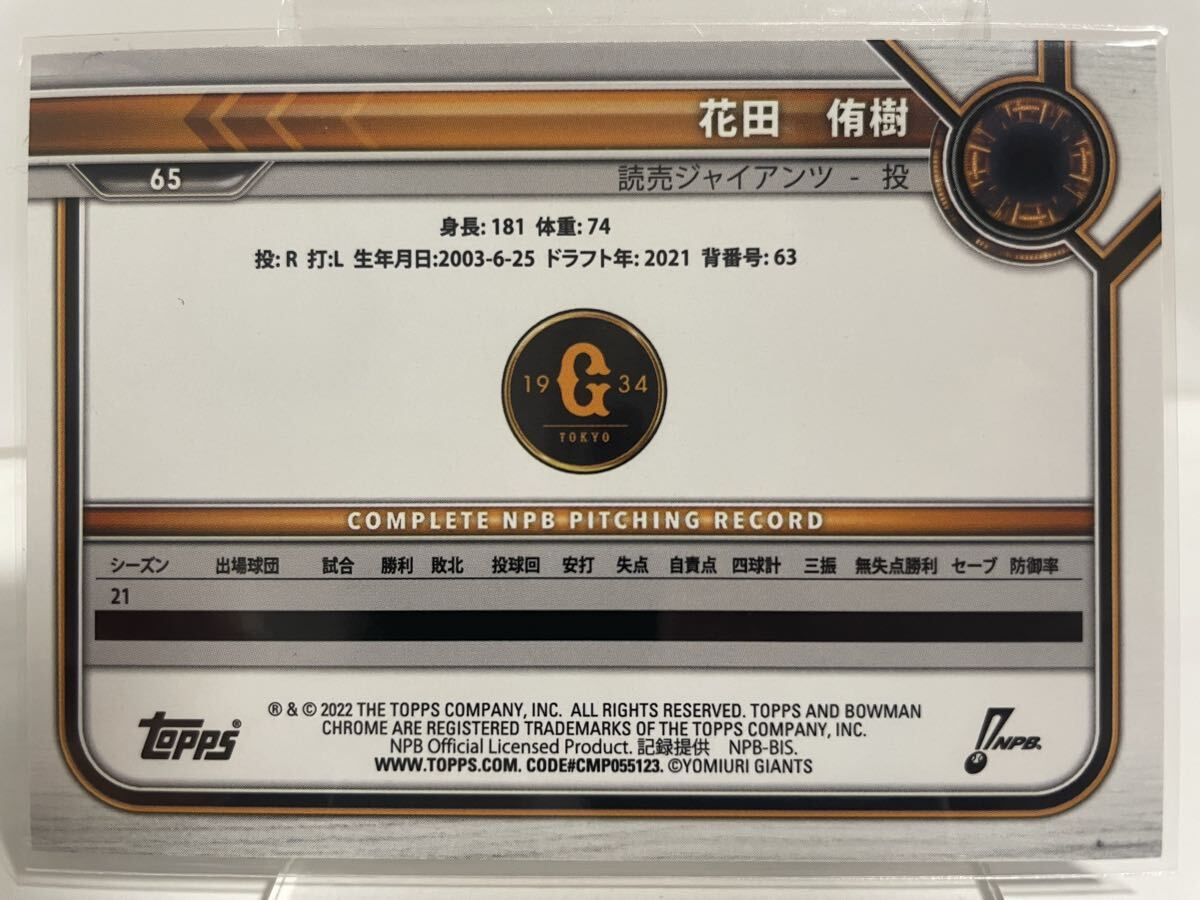 花田 侑樹
65
読売ジャイアンツ - 投
身長: 181 体重: 74
投: R 打:L 生年月日:2003-6-25 ドラフト年: 2021 背番号: 63
19 G 34
TOKYO
COMPLETE NPB PITCHING RECORD
シーズン 出場球団 試合 勝利 敗北 投球回 安打 失点 自責点 四球計 三振 無失点勝利 セーブ 防御率
21
® & © 2022 THE TOPPS COMPANY, INC. ALL RIGHTS RESERVED. TOPPS AND BOWMAN
CHROME ARE REGISTERED TRADEMARKS OF THE TOPPS COMPANY, INC.
NPB Official Licensed Product. 記録提供 NPB-BIS.
WWW.TOPPS.COM. CODE#CMP055123. ©YOMIURI GIANTS
Topps®
NPB®